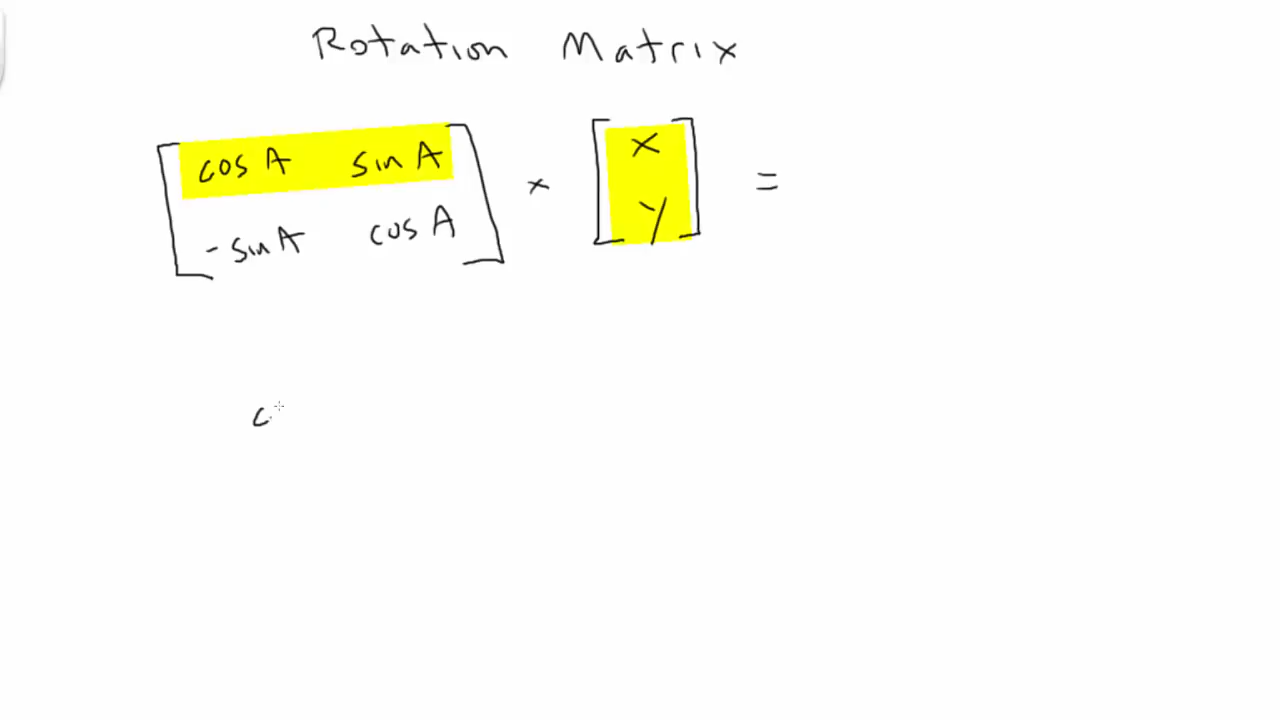 Rotation Matrix
cos A sin A × x =
-sin A cos A y
c